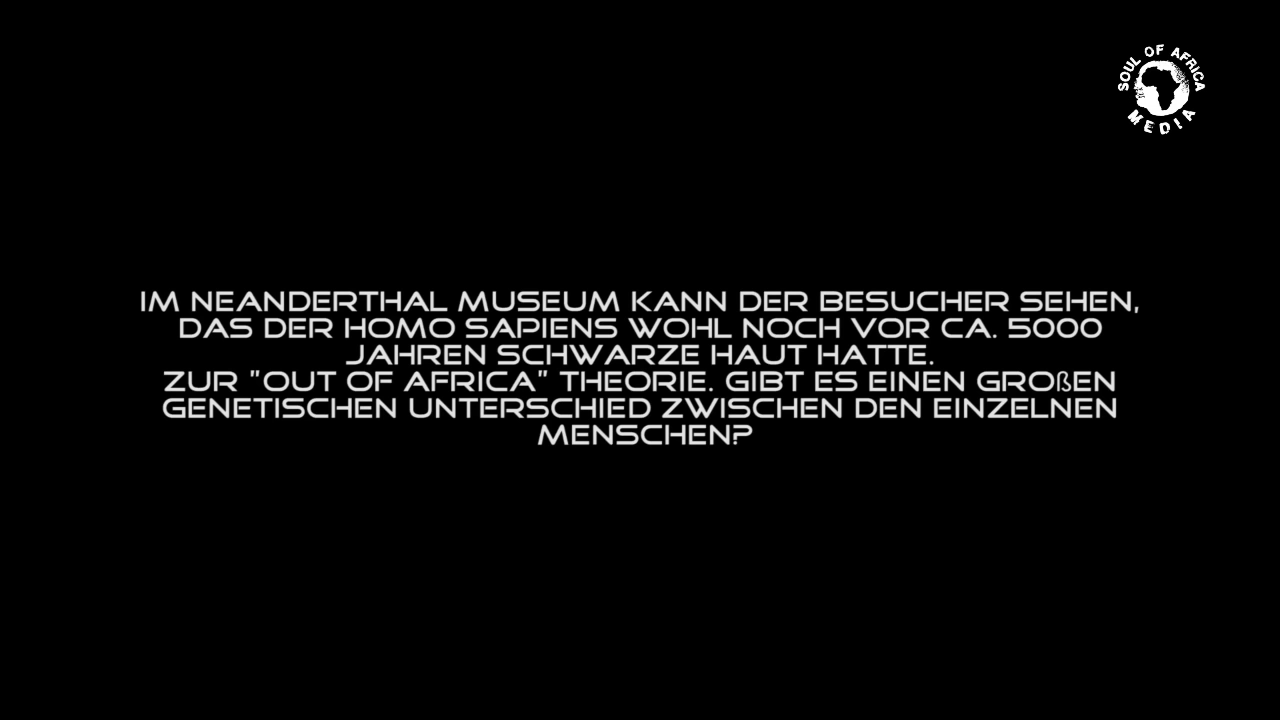 SOUL OF AFRICA
MEDIA
IM NEANDERTHAL MUSEUM KANN DER BESUCHER SEHEN,
DAS DER HOMO SAPIENS WOHL NOCH VOR CA. 5000
JAHREN SCHWARZE HAUT HATTE.
ZUR "OUT OF AFRICA" THEORIE. GIBT ES EINEN GROßEN
GENETISCHEN UNTERSCHIED ZWISCHEN DEN EINZELNEN
MENSCHEN?